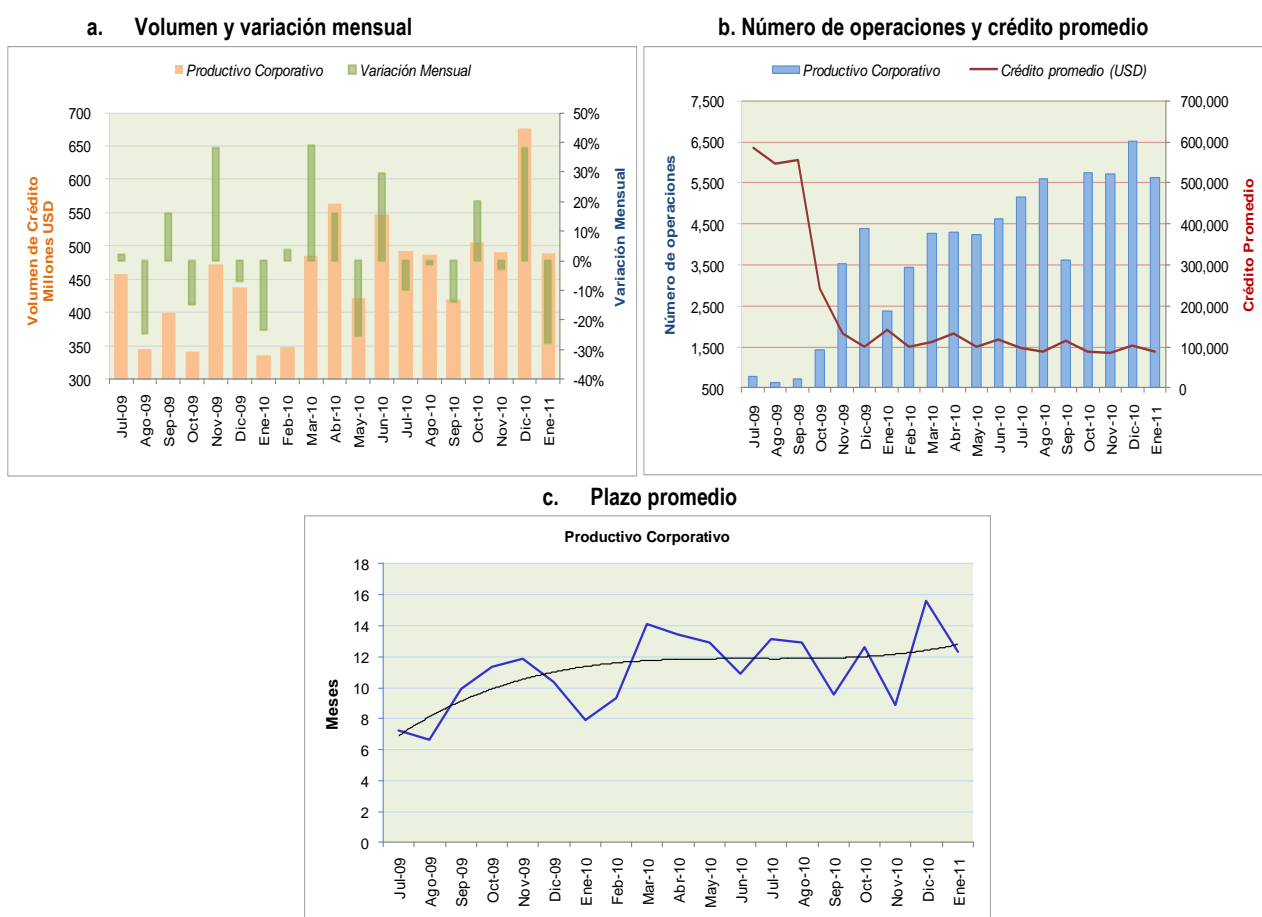 a. Volumen y variación mensual
Productivo Corporativo Variación Mensual
Volumen de Crédito
Millones USD
700
650
600
550
500
450
400
350
300
50%
40%
30%
20%
10%
0%
-10%
-20%
-30%
-40%
Variación Mensual
Jul-09
Ago-09
Sep-09
Oct-09
Nov-09
Dic-09
Ene-10
Feb-10
Mar-10
Abr-10
May-10
Jun-10
Jul-10
Ago-10
Sep-10
Oct-10
Nov-10
Dic-10
Ene-11
b. Número de operaciones y crédito promedio
Productivo Corporativo Crédito promedio (USD)
Número de operaciones
7,500
6,500
5,500
4,500
3,500
2,500
1,500
500
700,000
600,000
500,000
400,000
300,000
200,000
100,000
0
Crédito Promedio
Jul-09
Ago-09
Sep-09
Oct-09
Nov-09
Dic-09
Ene-10
Feb-10
Mar-10
Abr-10
May-10
Jun-10
Jul-10
Ago-10
Sep-10
Oct-10
Nov-10
Dic-10
Ene-11
c. Plazo promedio
Productivo Corporativo
Meses
18
16
14
12
10
8
6
4
2
0
Jul-09
Ago-09
Sep-09
Oct-09
Nov-09
Dic-09
Ene-10
Feb-10
Mar-10
Abr-10
May-10
Jun-10
Jul-10
Ago-10
Sep-10
Oct-10
Nov-10
Dic-10
Ene-11